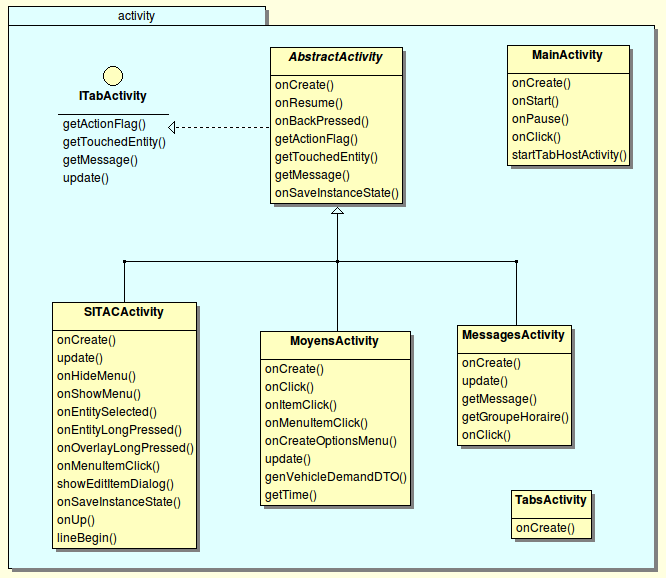 activity
ITabActivity
getActionFlag()
getTouchedEntity()
getMessage()
update()
AbstractActivity
onCreate()
onResume()
onBackPressed()
getActionFlag()
getTouchedEntity()
getMessage()
onSaveInstanceState()
MainActivity
onCreate()
onStart()
onPause()
onClick()
startTabHostActivity()
SITACActivity
onCreate()
update()
onHideMenu()
onShowMenu()
onEntitySelected()
onEntityLongPressed()
onOverlayLongPressed()
onMenuItemClick()
showEditItemDialog()
onSaveInstanceState()
onUp()
lineBegin()
MoyensActivity
onCreate()
onClick()
onItemClick()
onMenuItemClick()
onCreateOptionsMenu()
update()
genVehicleDemandDTO()
getTime()
MessagesActivity
onCreate()
update()
getMessage()
getGroupeHoraire()
onClick()
TabsActivity
onCreate()